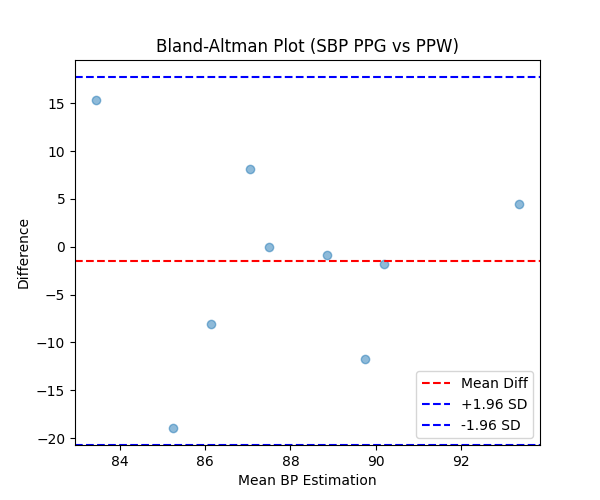 Bland-Altman Plot (SBP PPG vs PPW)
Difference
15
10
5
0
−5
−10
−15
−20
84
86
88
90
92
Mean BP Estimation
Mean Diff
+1.96 SD
-1.96 SD